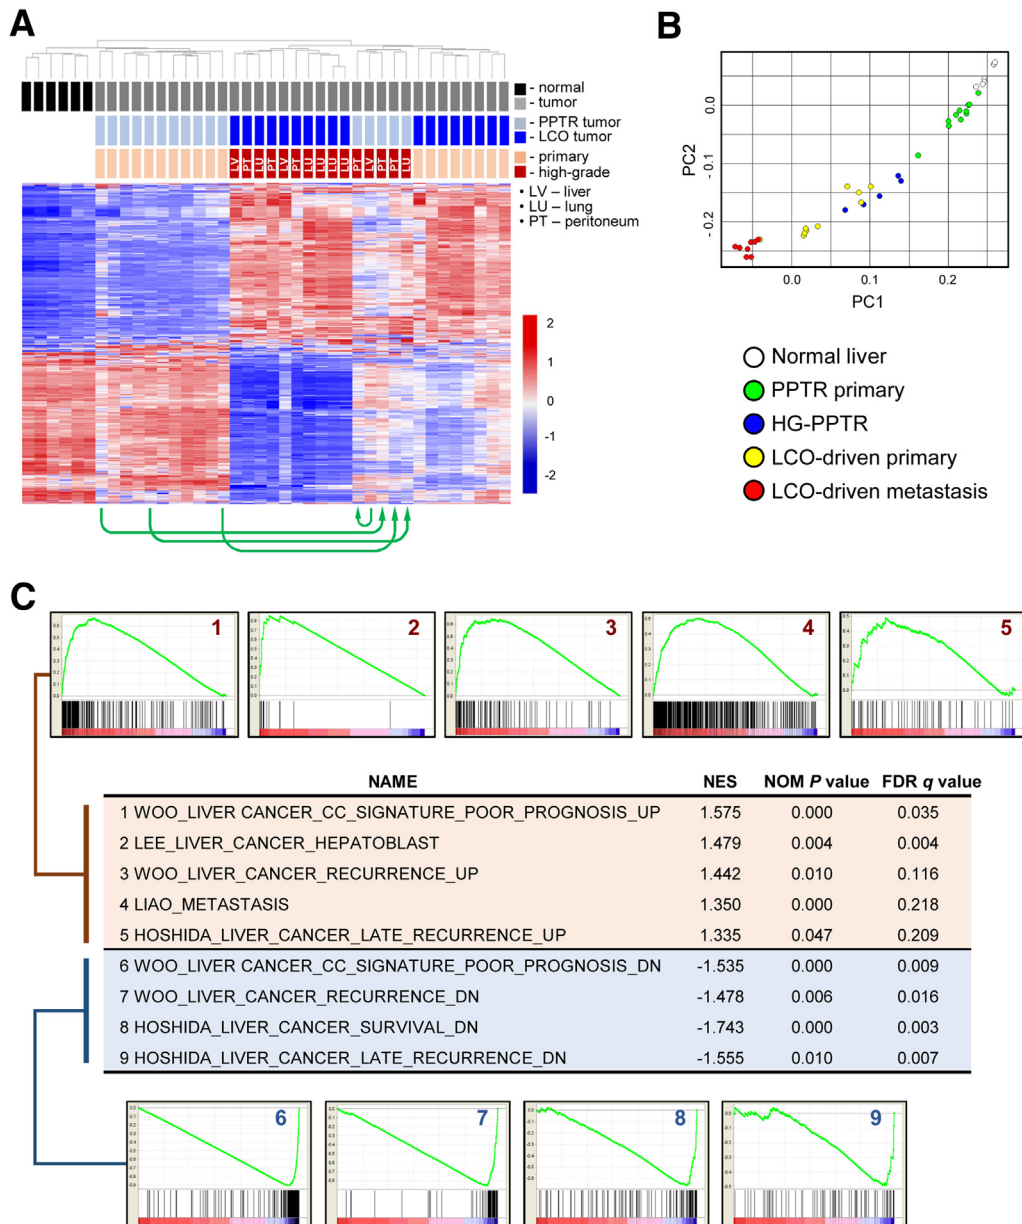 A
- normal
- tumor
- PPTR tumor
- LCO tumor
- primary
- high-grade
LV PT LU PT LV PT LU LU LU LU PT LV PT PT LU
• LV – liver
• LU – lung
• PT – peritoneum
2
1
0
-1
-2
B
PC2
0.0
- 0.1
- 0.2
0.0 0.1 0.2
PC1
Normal liver
PPTR primary
HG-PPTR
LCO-driven primary
LCO-driven metastasis
C
1 2 3 4 5
NAME NES NOM P value FDR q value
1 WOO_LIVER CANCER_CC_SIGNATURE_POOR_PROGNOSIS_UP 1.575 0.000 0.035
2 LEE_LIVER_CANCER_HEPATOBLAST 1.479 0.004 0.004
3 WOO_LIVER_CANCER_RECURRENCE_UP 1.442 0.010 0.116
4 LIAO_METASTASIS 1.350 0.000 0.218
5 HOSHIDA_LIVER_CANCER_LATE_RECURRENCE_UP 1.335 0.047 0.209
6 WOO_LIVER CANCER_CC_SIGNATURE_POOR_PROGNOSIS_DN -1.535 0.000 0.009
7 WOO_LIVER_CANCER_RECURRENCE_DN -1.478 0.006 0.016
8 HOSHIDA_LIVER_CANCER_SURVIVAL_DN -1.743 0.000 0.003
9 HOSHIDA_LIVER_CANCER_LATE_RECURRENCE_DN -1.555 0.010 0.007
6 7 8 9